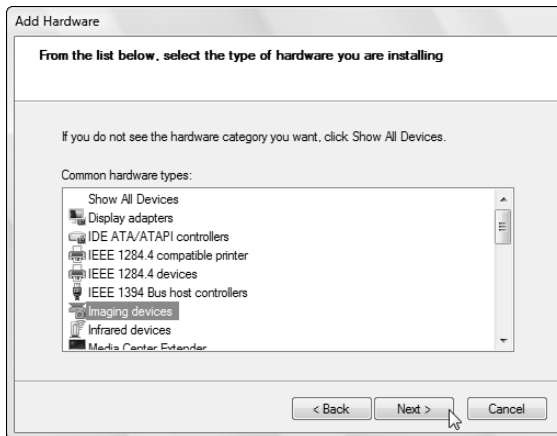 Add Hardware
From the list below, select the type of hardware you are installing
If you do not see the hardware category you want, click Show All Devices.
Common hardware types:
Show All Devices
Display adapters
IDE ATA/ATAPI controllers
IEEE 1284.4 compatible printer
IEEE 1284.4 devices
IEEE 1394 Bus host controllers
Imaging devices
Infrared devices
Media Center Extender
< Back Next > Cancel